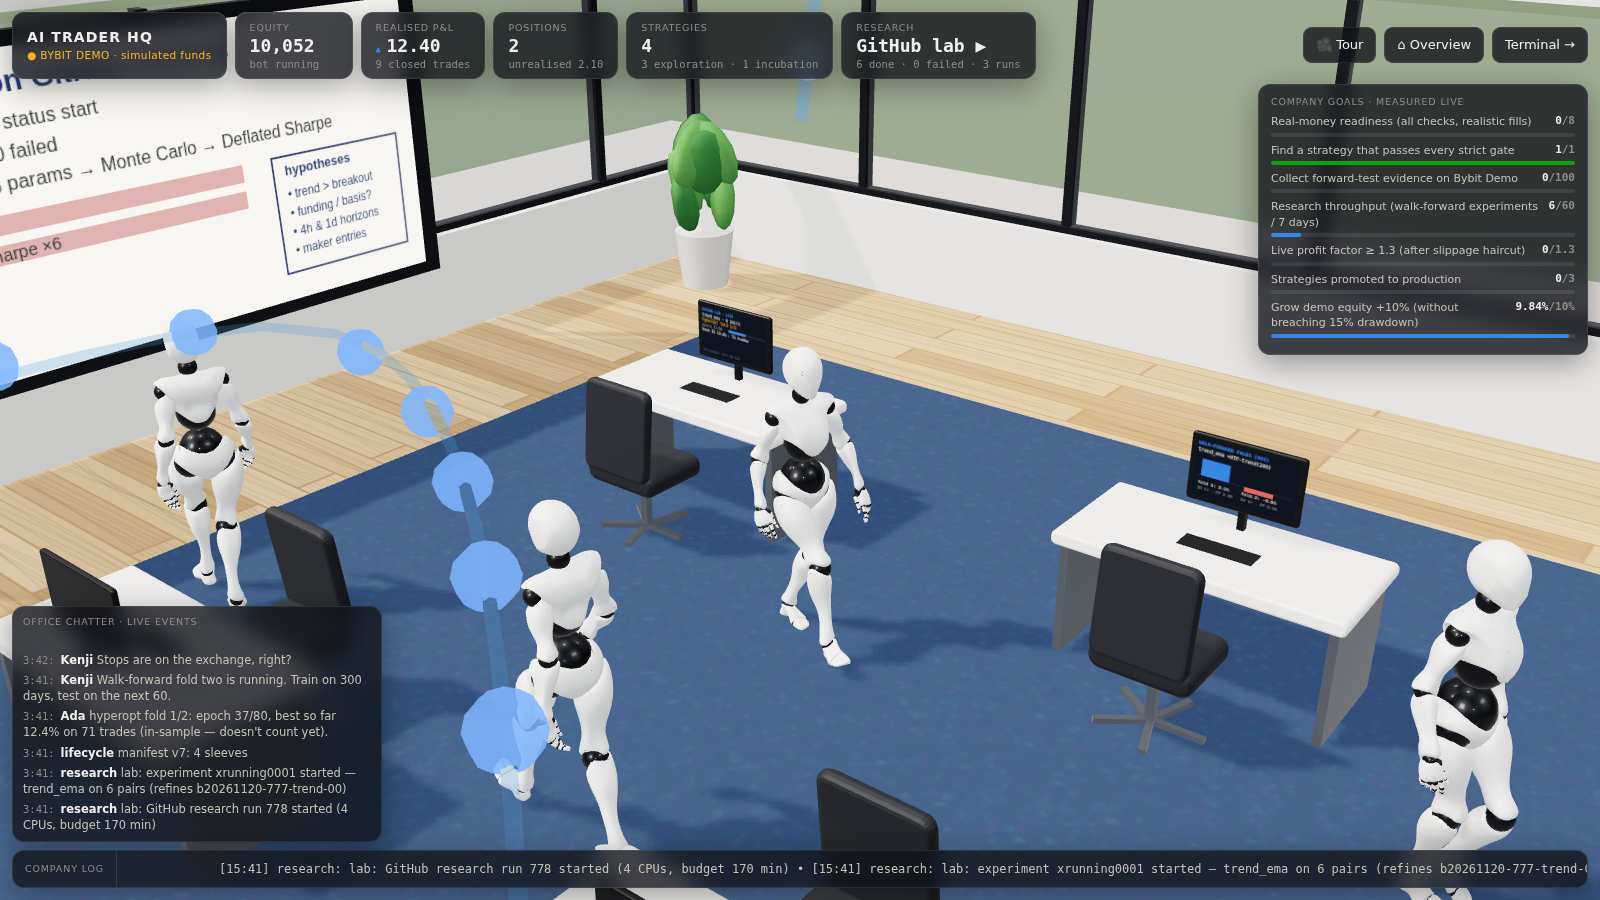 AI TRADER HQ
● BYBIT DEMO · simulated funds
EQUITY
10,052
bot running
REALISED P&L
▲ 12.40
9 closed trades
POSITIONS
2
unrealised 2.10
STRATEGIES
4
3 exploration · 1 incubation
RESEARCH
GitHub lab ▶
6 done · 0 failed · 3 runs
Tour
⌂ Overview
Terminal →
COMPANY GOALS · MEASURED LIVE
Real-money readiness (all checks, realistic fills) 0/8
Find a strategy that passes every strict gate 1/1
Collect forward-test evidence on Bybit Demo 0/100
Research throughput (walk-forward experiments 6/60
/ 7 days)
Live profit factor ≥ 1.3 (after slippage haircut) 0/1.3
Strategies promoted to production 0/3
Grow demo equity +10% (without 9.84%/10%
breaching 15% drawdown)
status start
failed
params → Monte Carlo → Deflated Sharpe
arpe ×6
hypotheses
• trend > breakout
• funding / basis?
• 4h & 1d horizons
• maker entries
OFFICE CHATTER · LIVE EVENTS
3:42: Kenji Stops are on the exchange, right?
3:41: Kenji Walk-forward fold two is running. Train on 300
days, test on the next 60.
3:41: Ada hyperopt fold 1/2: epoch 37/80, best so far
12.4% on 71 trades (in-sample — doesn't count yet).
3:41: lifecycle manifest v7: 4 sleeves
3:41: research lab: experiment xrunning0001 started —
trend_ema on 6 pairs (refines b20261120-777-trend-00)
3:41: research lab: GitHub research run 778 started (4
CPUs, budget 170 min)
COMPANY LOG
[15:41] research: lab: GitHub research run 778 started (4 CPUs, budget 170 min) • [15:41] research: lab: experiment xrunning0001 started — trend_ema on 6 pairs (refines b20261120-777-trend-